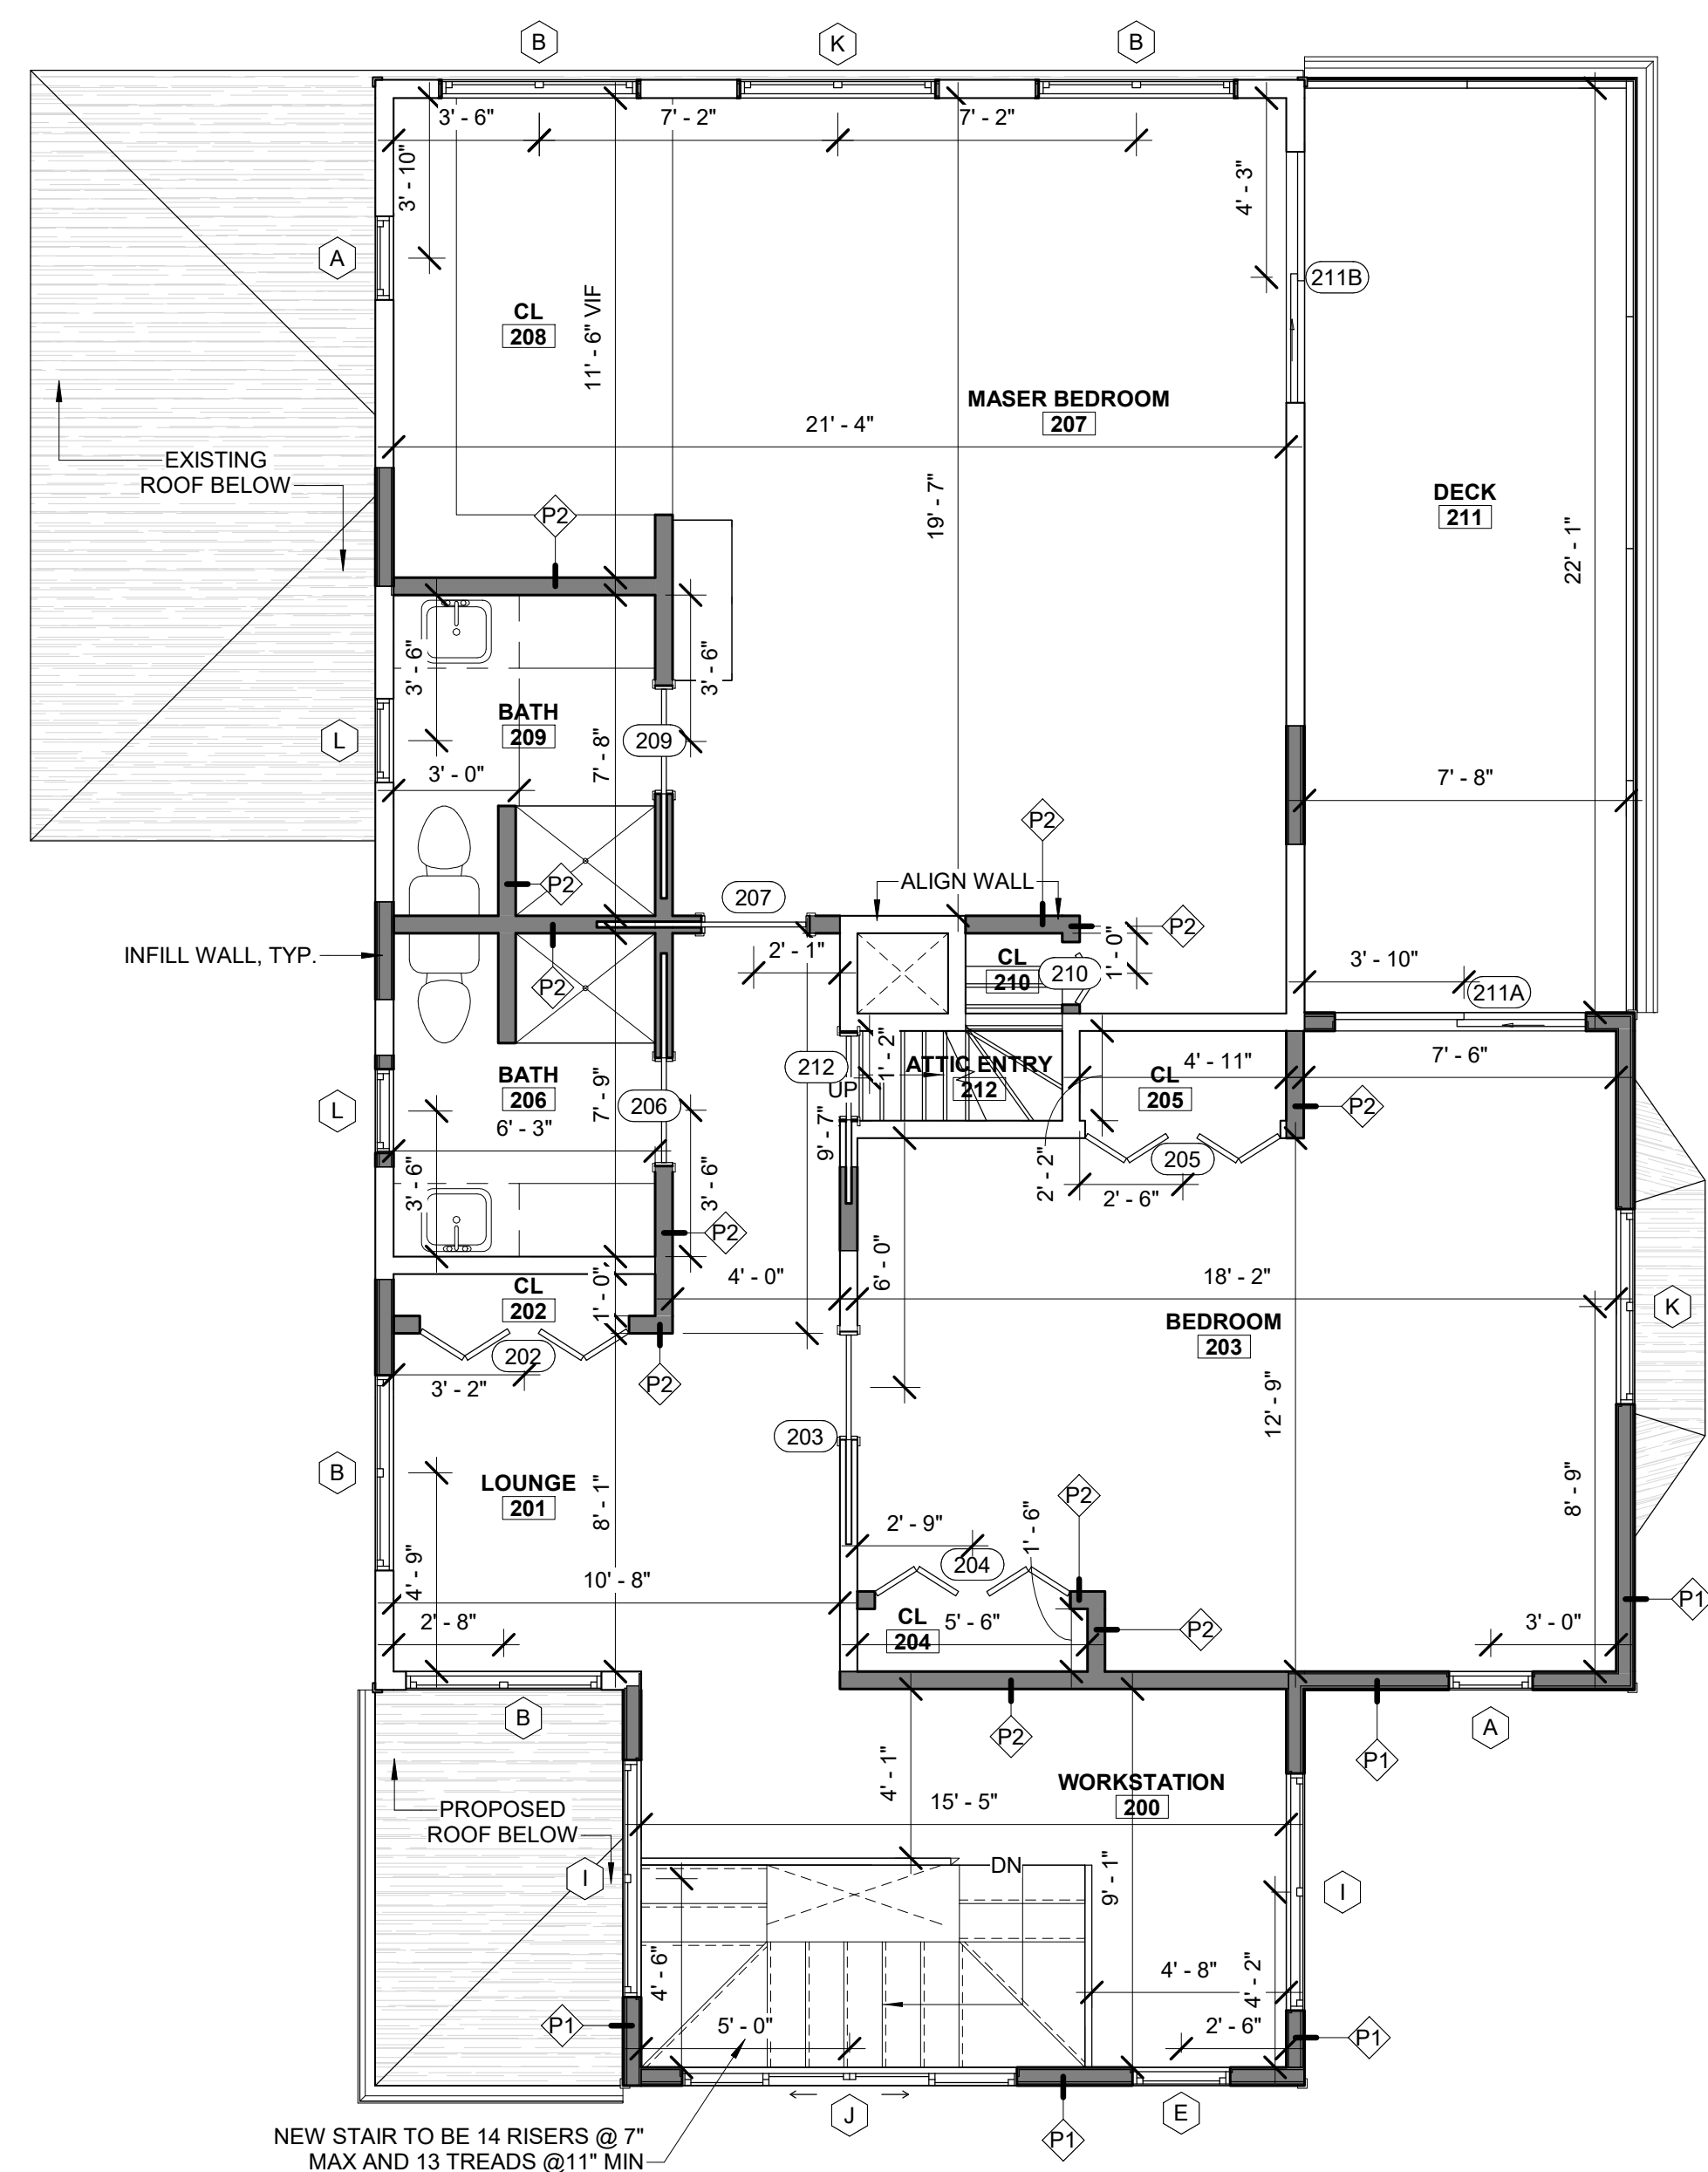 B
K
B
3' - 6"
7' - 2"
7' - 2"
3' - 10"
4' - 3"
A
211B
CL
208
11' - 6" VIF
MASER BEDROOM
207
21' - 4"
EXISTING
ROOF BELOW
DECK
211
19' - 7"
22' - 1"
P2
3' - 6"
3' - 6"
BATH
209
209
L
7' - 8"
3' - 0"
7' - 8"
P2
P2
207
ALIGN WALL
P2
INFILL WALL, TYP.
2' - 1"
CL
210
210
1' - 0"
3' - 10"
211A
P2
1' - 2"
212
ATTIC ENTRY
212
UP
4' - 11"
CL
205
7' - 6"
BATH
206
6' - 3"
7' - 9"
206
L
P2
9' - 7"
205
2' - 2"
2' - 6"
3' - 6"
3' - 6"
P2
CL
202
1' - 0"
4' - 0"
6' - 0"
18' - 2"
BEDROOM
203
K
202
3' - 2"
P2
12' - 9"
203
B
LOUNGE
201
8' - 1"
P2
8' - 9"
2' - 9"
1' - 6"
204
4' - 9"
10' - 8"
2' - 8"
CL
204
5' - 6"
P2
3' - 0"
P1
B
P2
A
P1
4' - 1"
WORKSTATION
200
15' - 5"
PROPOSED
ROOF BELOW
DN
I
9' - 1"
I
4' - 6"
4' - 8"
4' - 2"
P1
5' - 0"
2' - 6"
P1
J
E
P1
NEW STAIR TO BE 14 RISERS @ 7"
MAX AND 13 TREADS @11" MIN